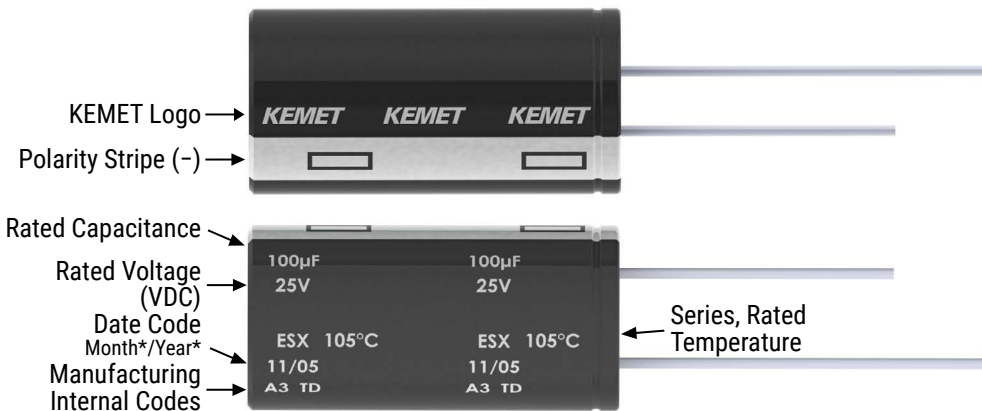 KEMET Logo
KEMET KEMET KEMET
Polarity Stripe (−)
Rated Capacitance
100µF 100µF
Rated Voltage
(VDC)
25V 25V
Date Code
Month*/Year*
ESX 105°C ESX 105°C
11/05 11/05
Manufacturing
Internal Codes
A3 TD A3 TD
Series, Rated
Temperature